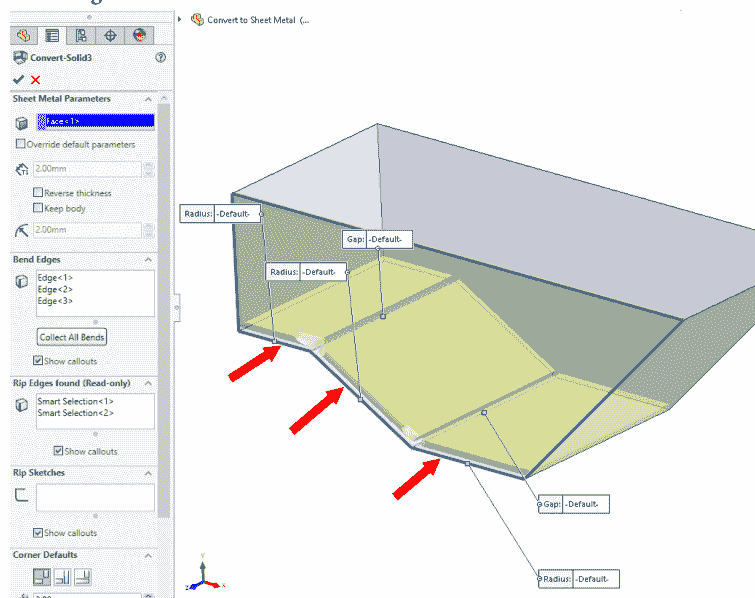 Convert to Sheet Metal (...
Convert-Solid3
Sheet Metal Parameters
Face<1>
Override default parameters
2.00mm
Reverse thickness
Keep body
2.00mm
Bend Edges
Edge<1>
Edge<2>
Edge<3>
Collect All Bends
Show callouts
Rip Edges found (Read-only)
Smart Selection<1>
Smart Selection<2>
Show callouts
Rip Sketches
Show callouts
Corner Defaults
Radius: -Default-
Gap: -Default-
Radius: -Default-
Gap: -Default-
Radius: -Default-
Y
Z
X